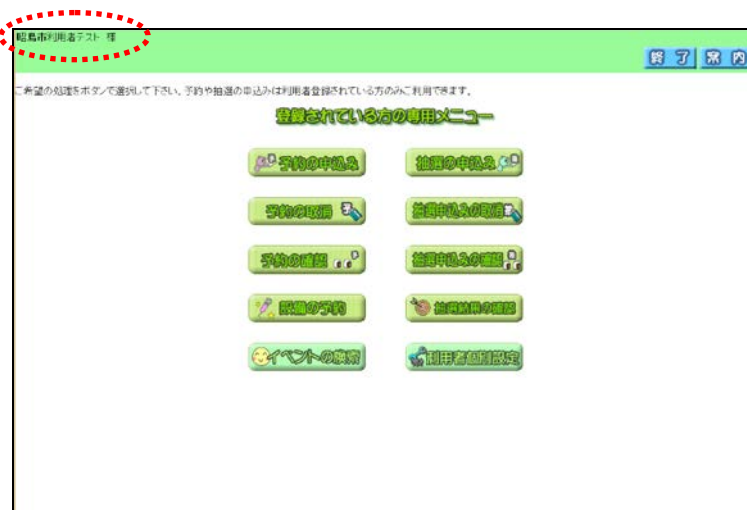 昭島市利用者テスト 様
終了 案内
ご希望の処理をボタンで選択して下さい。予約や抽選の申込みは利用者登録されている方のみご利用できます。
登録されている方の専用メニュー
予約の申込み 抽選の申込み
予約の取消 抽選申込みの取消
予約の確認 抽選申込みの確認
設備の予約 抽選結果の確認
イベントの検索 利用者個別設定